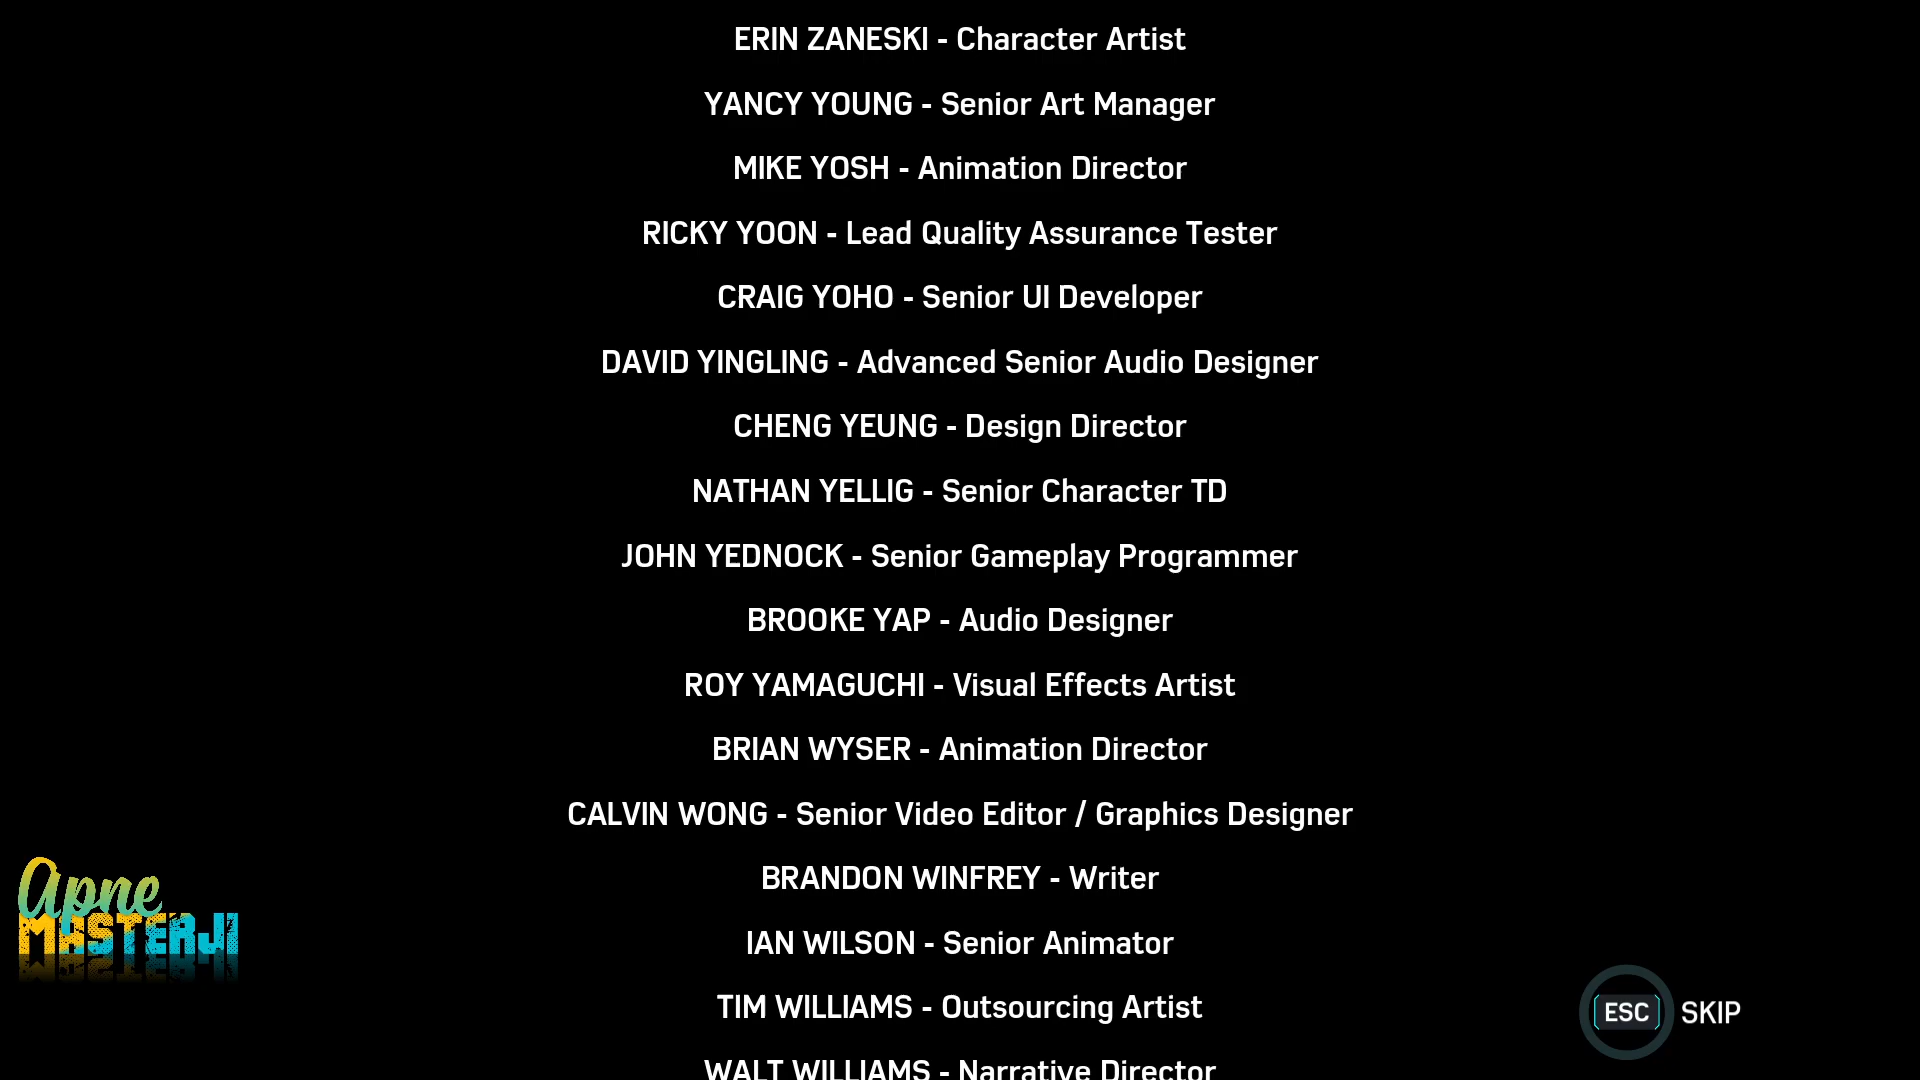 ERIN ZANESKI - Character Artist
YANCY YOUNG - Senior Art Manager
MIKE YOSH - Animation Director
RICKY YOON - Lead Quality Assurance Tester
CRAIG YOHO - Senior UI Developer
DAVID YINGLING - Advanced Senior Audio Designer
CHENG YEUNG - Design Director
NATHAN YELLIG - Senior Character TD
JOHN YEDNOCK - Senior Gameplay Programmer
BROOKE YAP - Audio Designer
ROY YAMAGUCHI - Visual Effects Artist
BRIAN WYSER - Animation Director
CALVIN WONG - Senior Video Editor / Graphics Designer
BRANDON WINFREY - Writer
IAN WILSON - Senior Animator
TIM WILLIAMS - Outsourcing Artist
WALT WILLIAMS - Narrative Director
Apne
MASTERJI
ESC SKIP